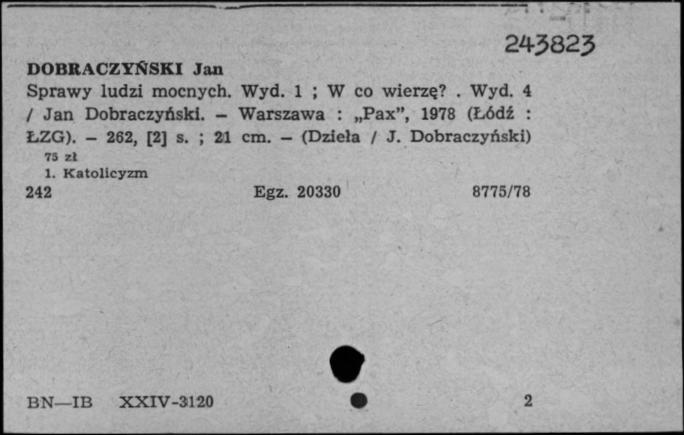 243823
DOBRACZYŃSKI Jan
Sprawy ludzi mocnych. Wyd. 1 ; W co wierzę? . Wyd. 4
/ Jan Dobraczyński. — Warszawa : „Pax”, 1978 (Łódź :
ŁZG). — 262, [2] s. ; 21 cm. — (Dzieła / J. Dobraczyński)
75 zł
1. Katolicyzm
242 Egz. 20330 8775/78
BN—IB XXIV-3120 2